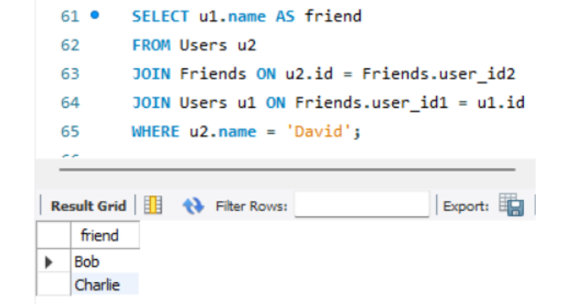 61 SELECT u1.name AS friend
62 FROM Users u2
63 JOIN Friends ON u2.id = Friends.user_id2
64 JOIN Users u1 ON Friends.user_id1 = u1.id
65 WHERE u2.name = 'David';
Result Grid Filter Rows: Export:
friend
Bob
Charlie